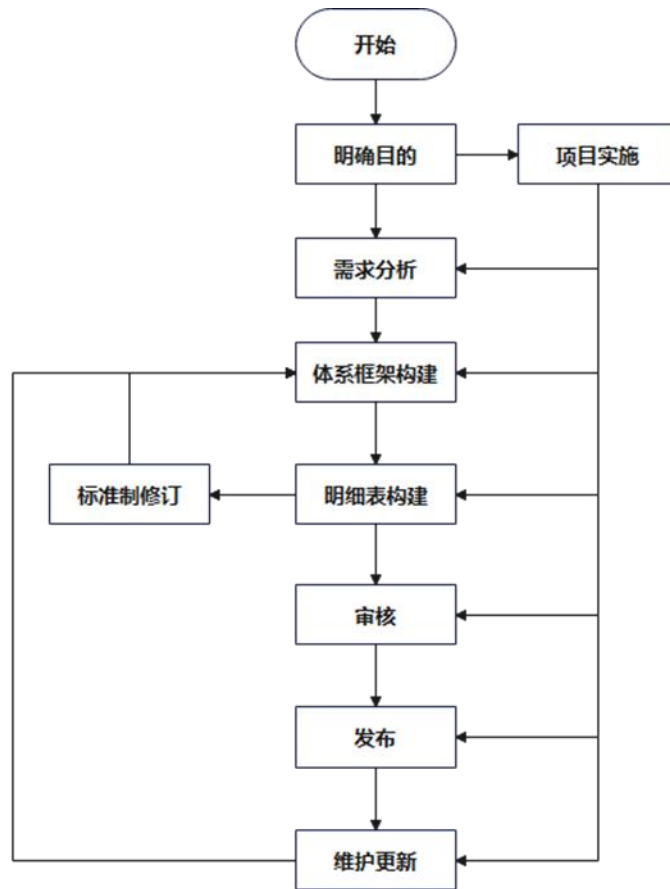 开始
明确目的
项目实施
需求分析
体系框架构建
标准制修订
明细表构建
审核
发布
维护更新